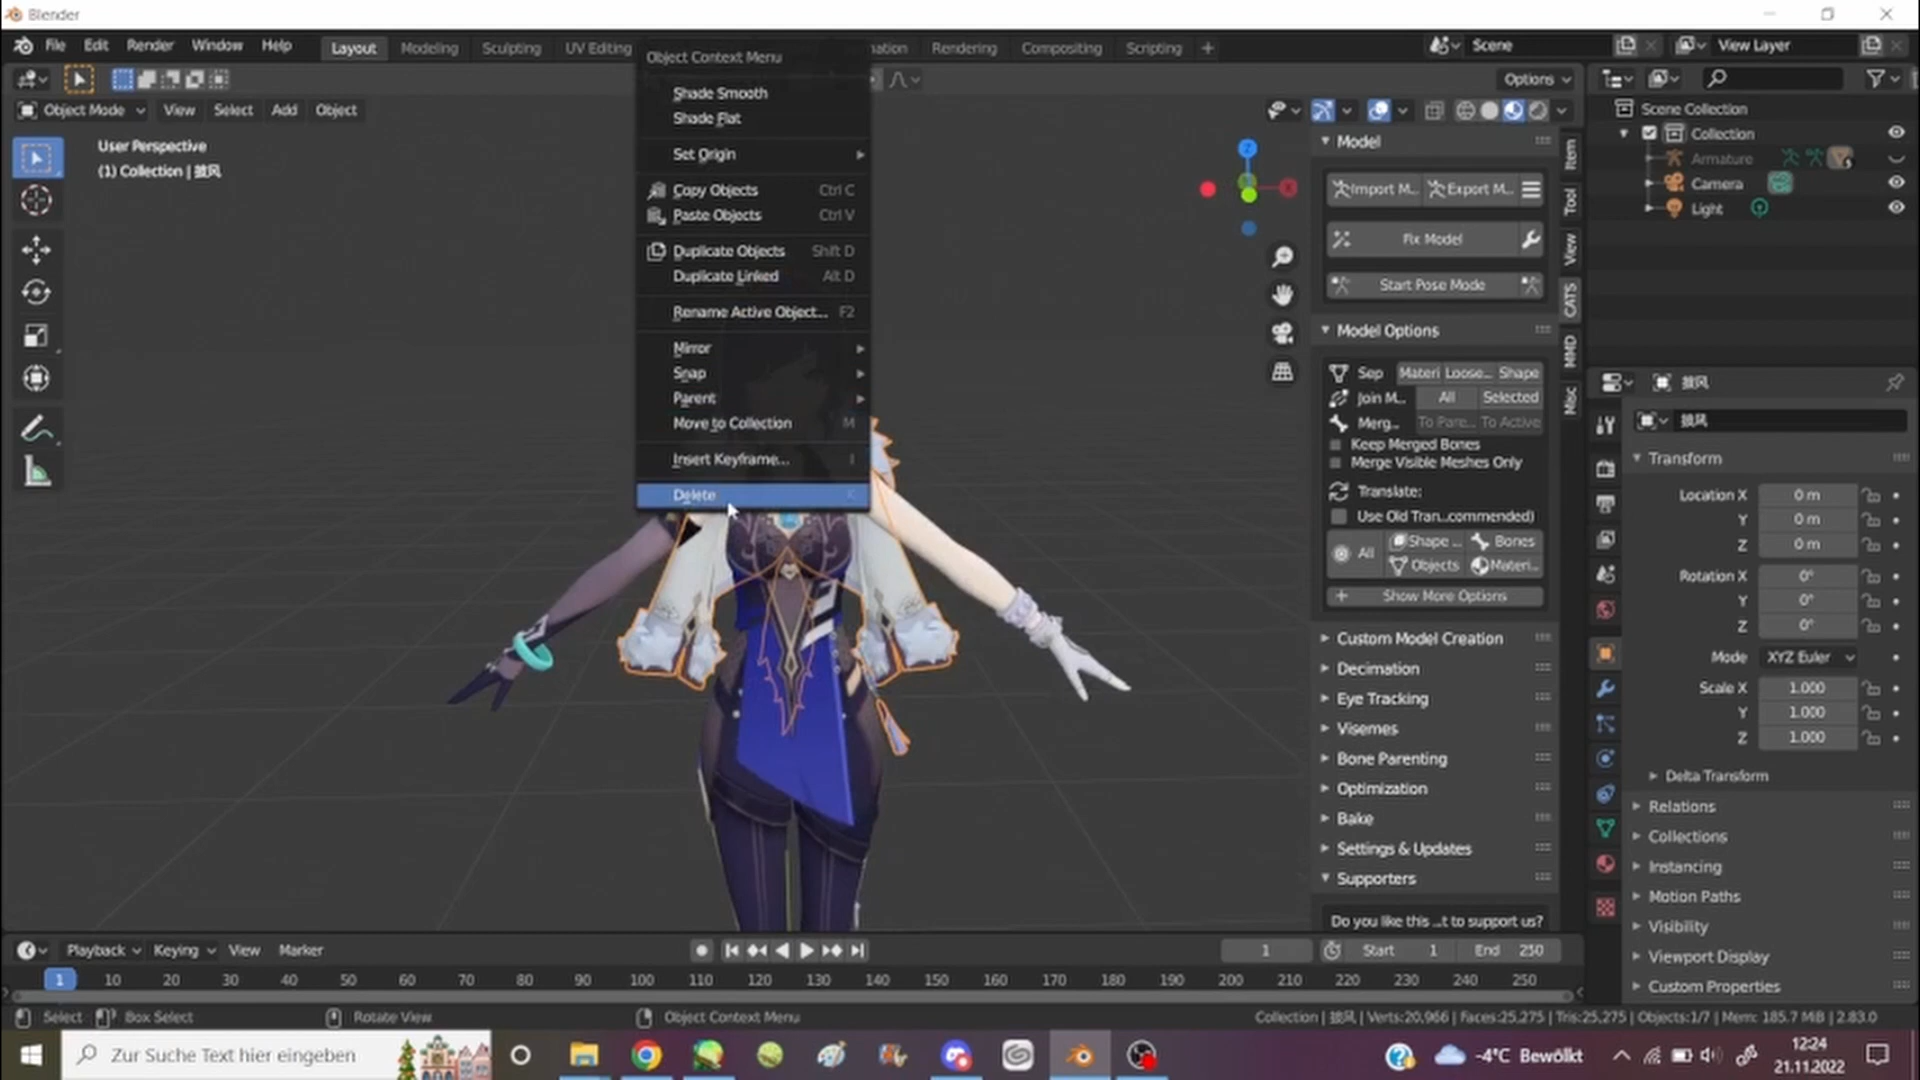 Blender
File Edit Render Window Help Layout Modeling Sculpting UV Editing ation Rendering Compositing Scripting + Scene View Layer
Options
Object Mode View Select Add Object
User Perspective
(1) Collection | 披风
Object Context Menu
Shade Smooth
Shade Flat
Set Origin
Copy Objects Ctrl C
Paste Objects Ctrl V
Duplicate Objects Shift D
Duplicate Linked Alt D
Rename Active Object... F2
Mirror
Snap
Parent
Move to Collection M
Insert Keyframe... I
Delete
Z
X
Model
Import M... Export M...
Fix Model
Start Pose Mode
Model Options
Sep Materi Loose... Shape
Join M... All Selected
Merg... To Pare... To Active
Keep Merged Bones
Merge Visible Meshes Only
Translate:
Use Old Tran...commended)
All Shape ... Bones
Objects Materi...
Show More Options
Custom Model Creation
Decimation
Eye Tracking
Visemes
Bone Parenting
Optimization
Bake
Settings & Updates
Supporters
Do you like this ...t to support us?
Item
Tool
View
CATS
MMD
Misc
Scene Collection
Collection
Armature 5
Camera
Light
披风
披风
Transform
Location X 0 m
Y 0 m
Z 0 m
Rotation X 0°
Y 0°
Z 0°
Mode XYZ Euler
Scale X 1.000
Y 1.000
Z 1.000
Delta Transform
Relations
Collections
Instancing
Motion Paths
Visibility
Viewport Display
Custom Properties
Playback Keying View Marker 1 Start 1 End 250
1 10 20 30 40 50 60 70 80 90 100 110 120 130 140 150 160 170 180 190 200 210 220 230 240 250
Select Box Select Rotate View Object Context Menu Collection | 披风 | Verts:20,966 | Faces:25,275 | Tris:25,275 | Objects:1/7 | Mem: 185.7 MiB | 2.83.0
Zur Suche Text hier eingeben -4°C Bewölkt 12:24
21.11.2022